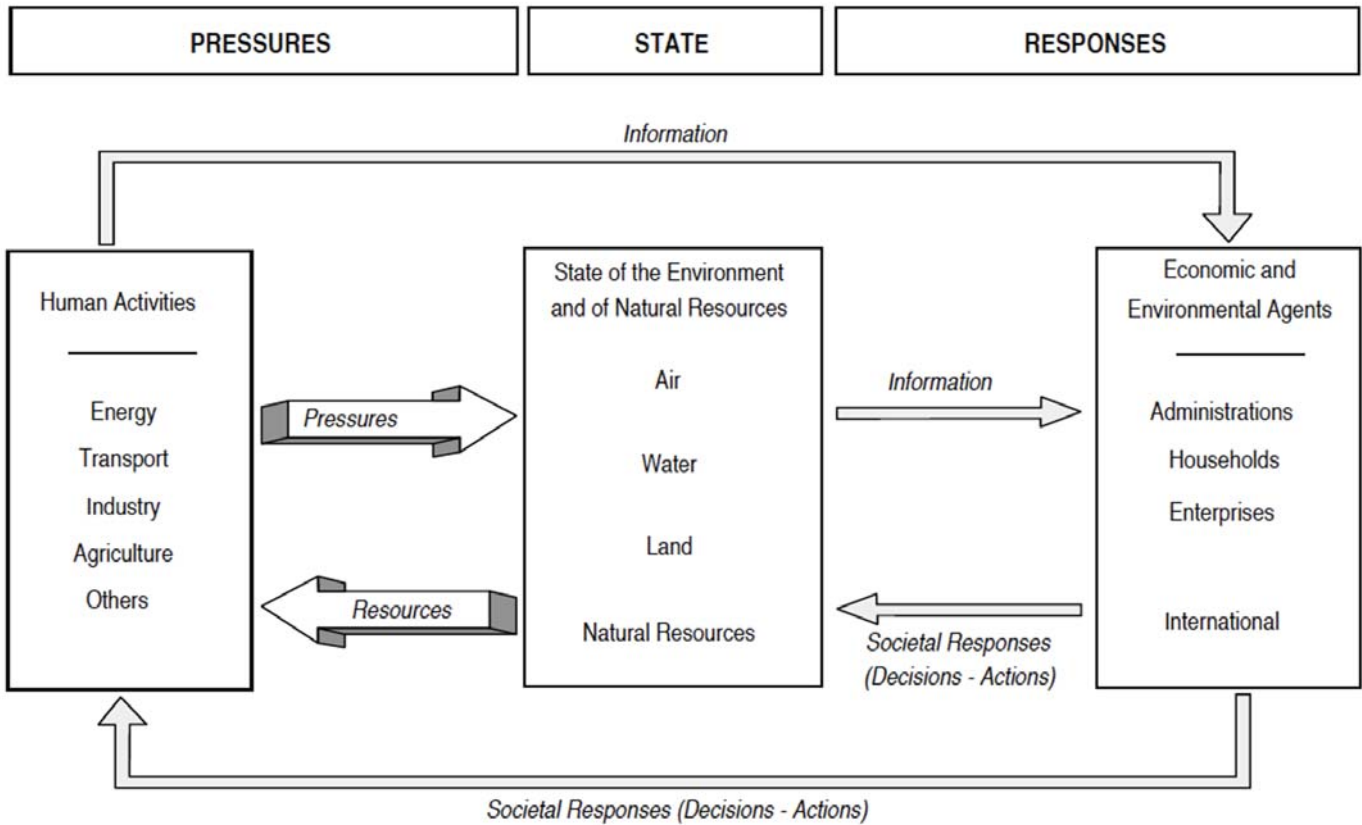 PRESSURES
STATE
RESPONSES
Information
Human Activities
Energy
Transport
Industry
Agriculture
Others
Pressures
Resources
State of the Environment
and of Natural Resources
Air
Water
Land
Natural Resources
Information
Societal Responses
(Decisions - Actions)
Economic and
Environmental Agents
Administrations
Households
Enterprises
International
Societal Responses (Decisions - Actions)